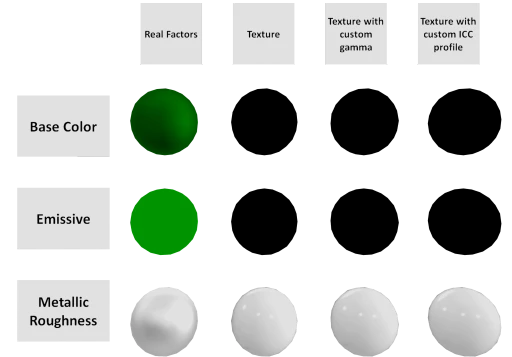 Real Factors
Texture
Texture with
custom
gamma
Texture with
custom ICC
profile
Base Color
Emissive
Metallic
Roughness